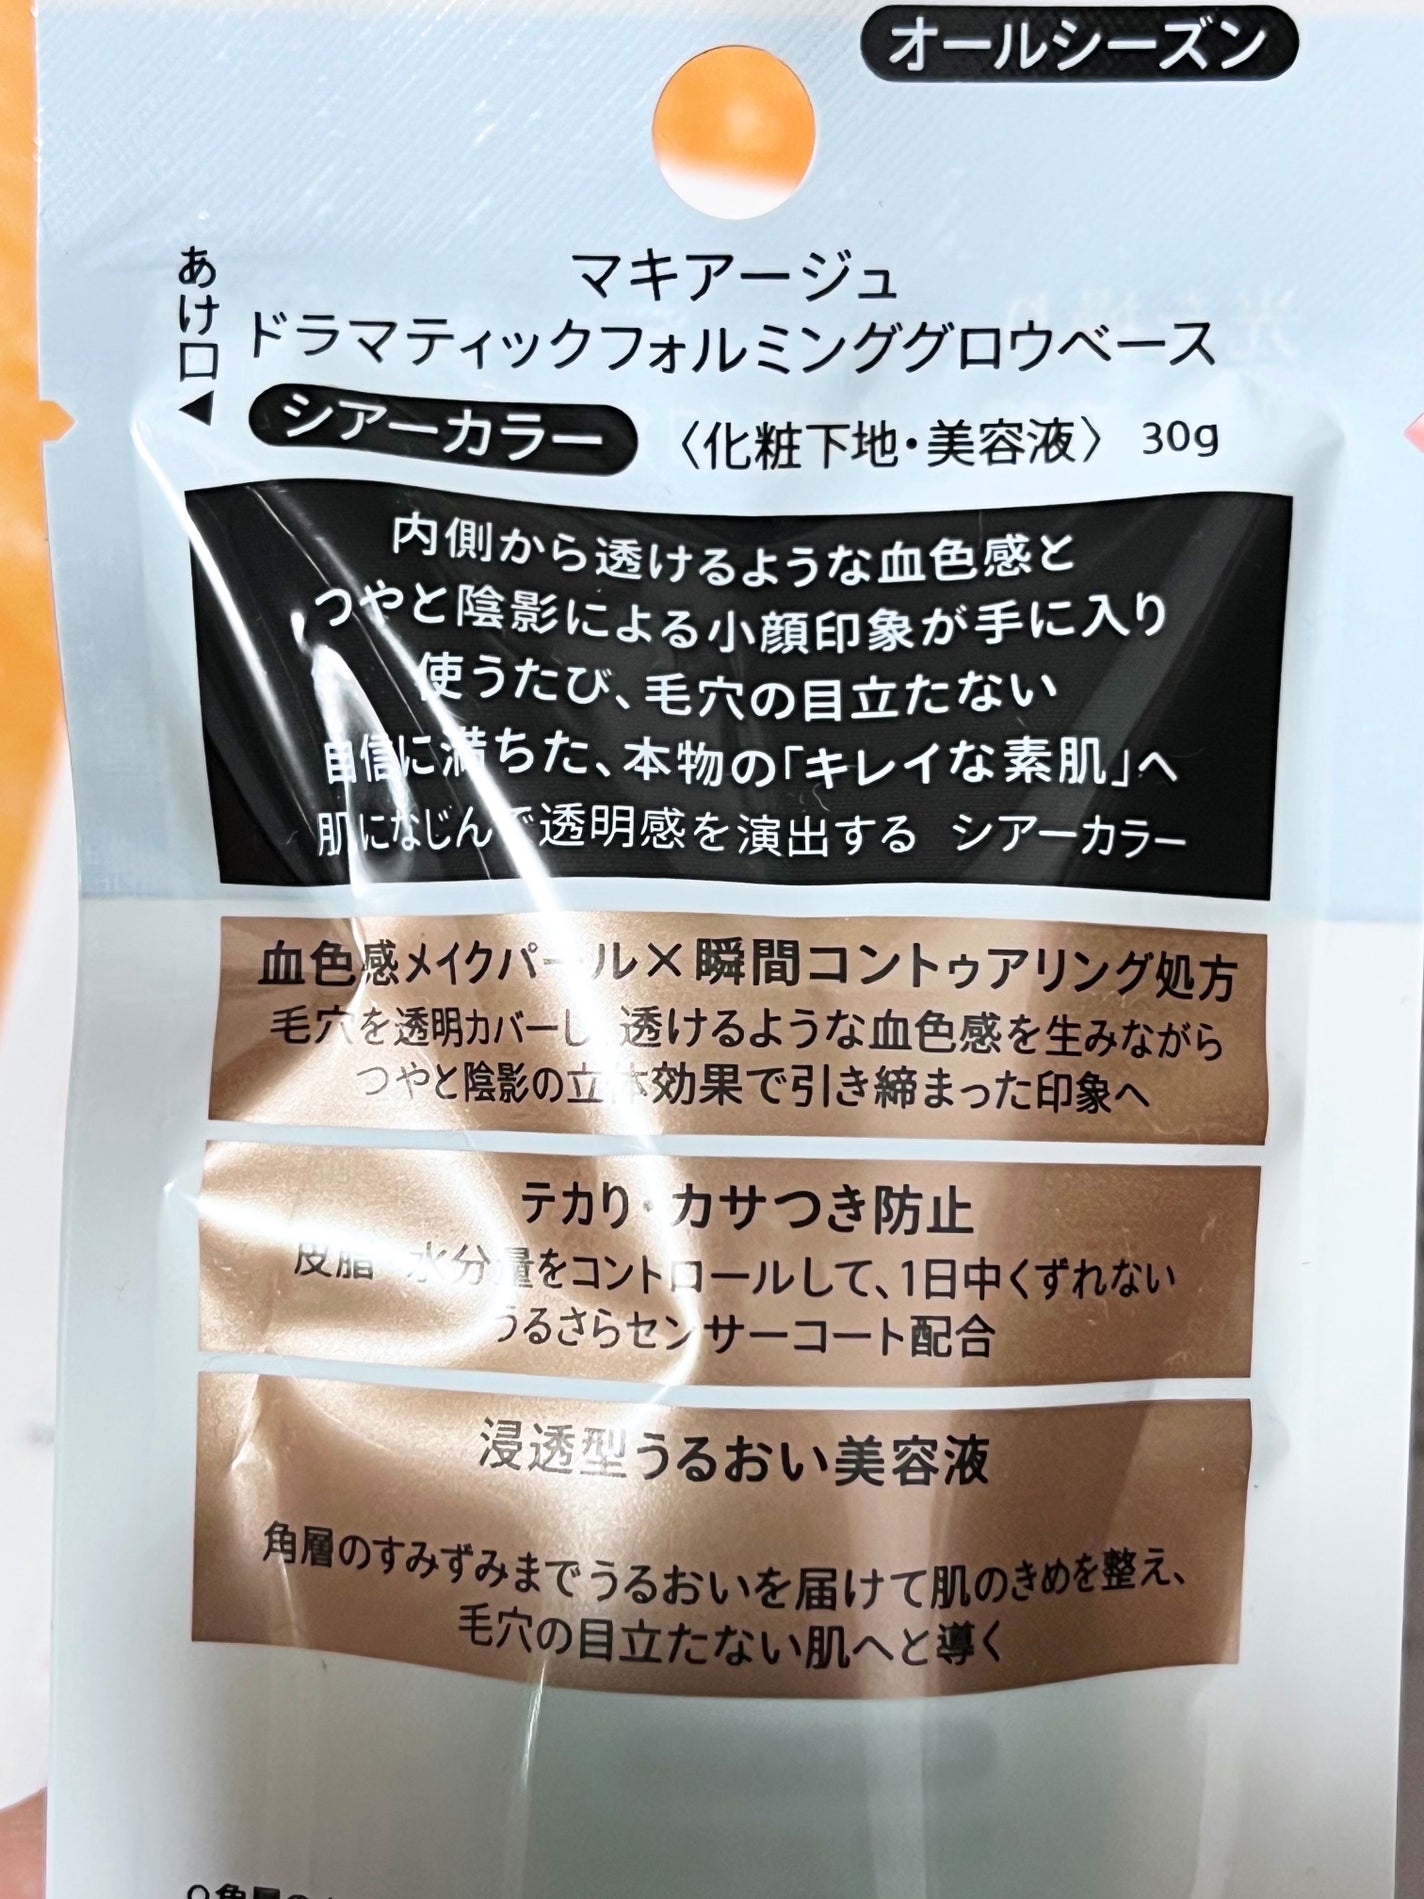 オールシーズン
あけ口◀
マキアージュ
ドラマティックフォルミンググロウベース
シアーカラー 〈化粧下地・美容液〉 30g
内側から透けるような血色感と
つやと陰影による小顔印象が手に入り
使うたび、毛穴の目立たない
自信に満ちた、本物の「キレイな素肌」へ
肌になじんで透明感を演出する シアーカラー
血色感メイクパール×瞬間コントゥアリング処方
毛穴を透明カバーし 透けるような血色感を生みながら
つやと陰影の立体効果で引き締まった印象へ
テカリ・カサつき防止
皮脂 水分量をコントロールして、1日中くずれない
うるさらセンサーコート配合
浸透型うるおい美容液
角層のすみずみまでうるおいを届けて肌のきめを整え、
毛穴の目立たない肌へと導く